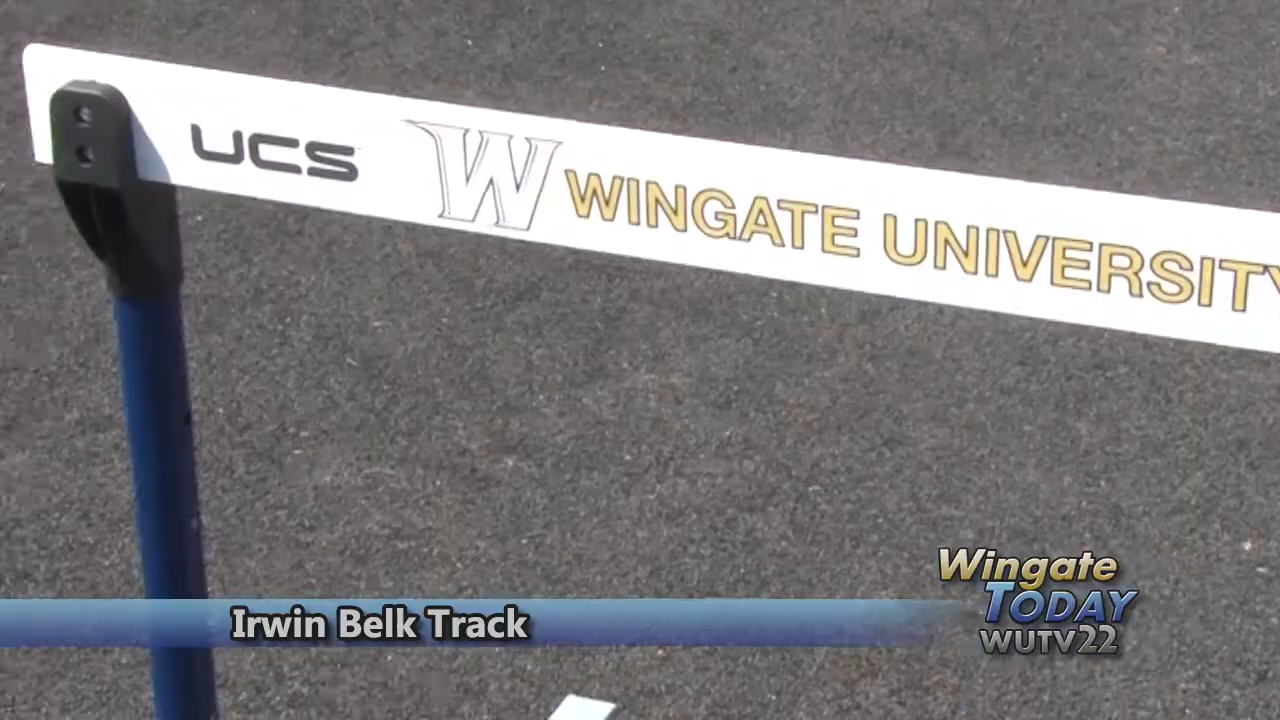 UCS W WINGATE UNIVERSITY
Irwin Belk Track
Wingate
TODAY
WUTV22